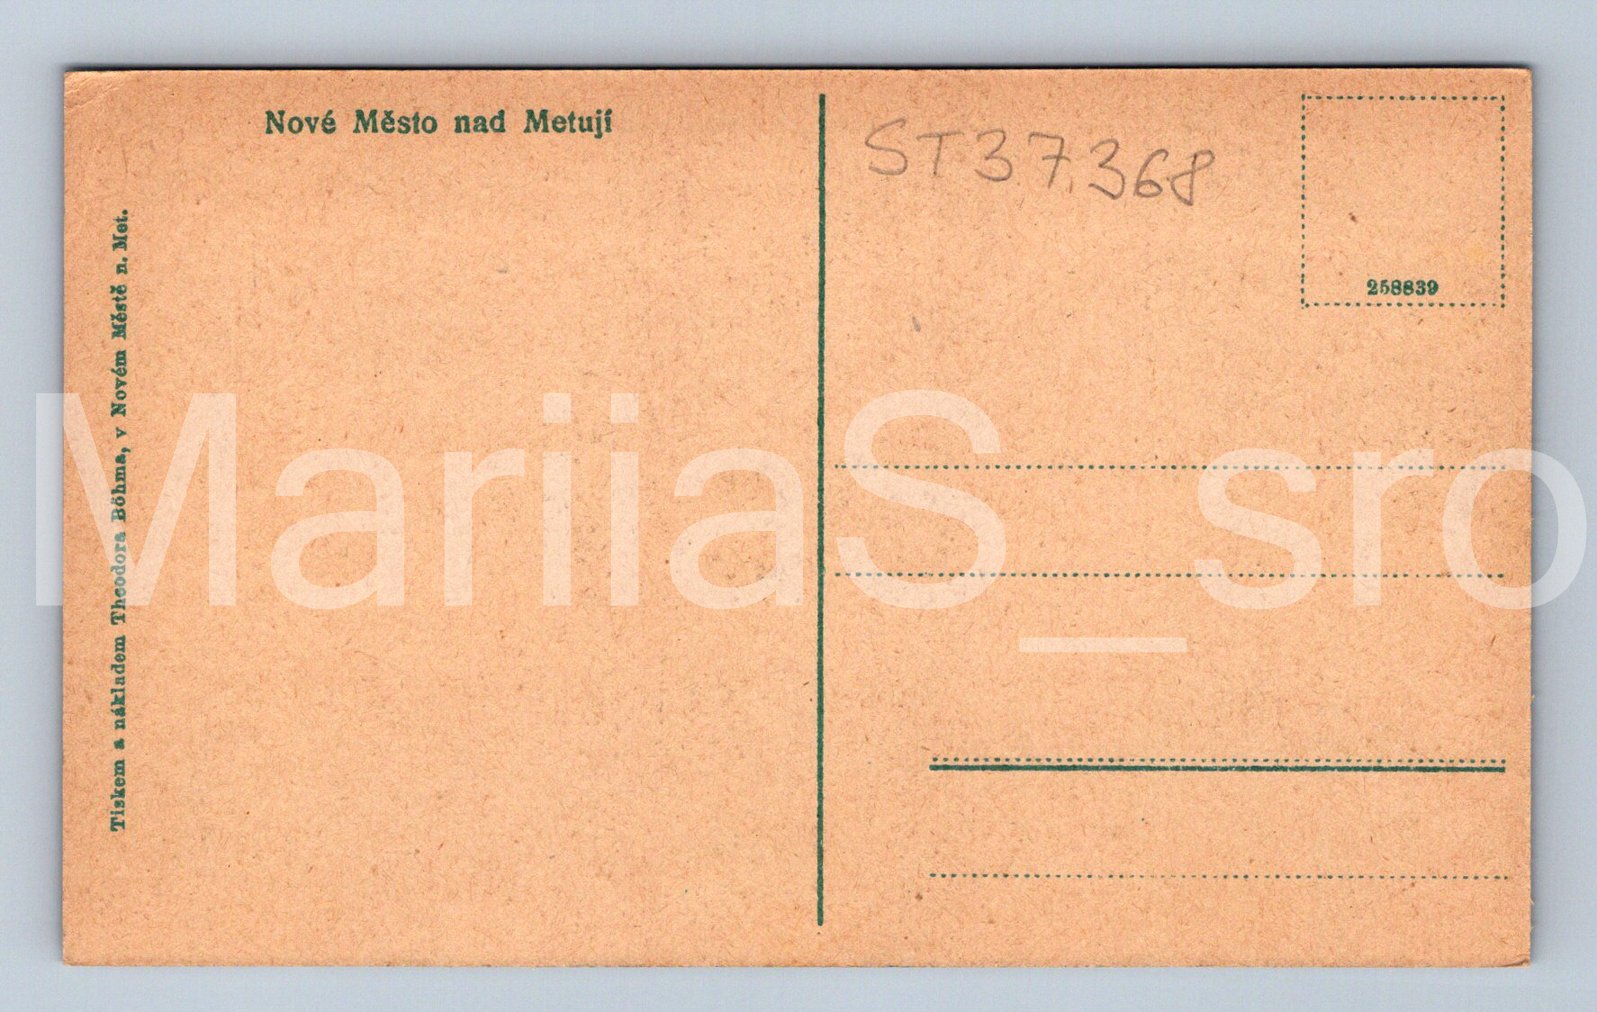 Nové Město nad Metují
ST37.368
258839
Tiskem a nákladem Theodora Böhma, v Novém Městě n. Met.
MariiaS_sro